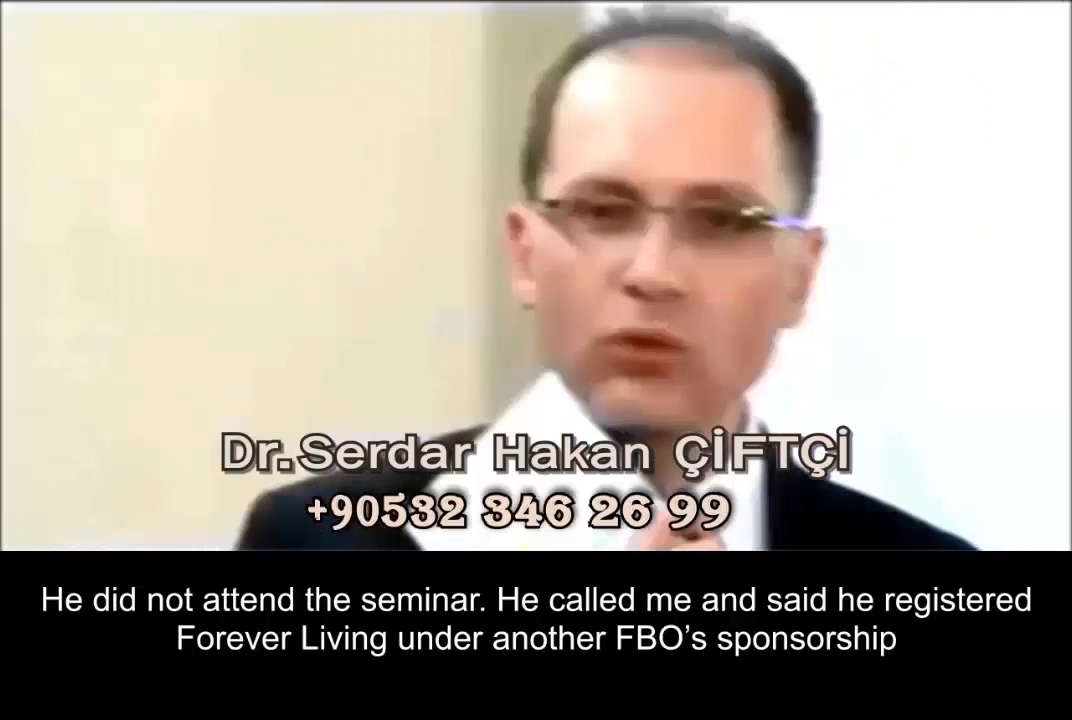 Dr.Serdar Hakan ÇİFTÇİ
+90532 346 26 99
He did not attend the seminar. He called me and said he registered
Forever Living under another FBO’s sponsorship